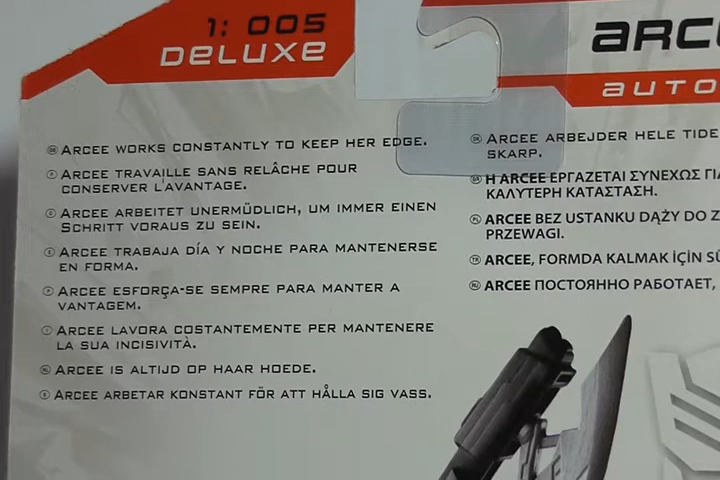 1: 005
DELUXE
ARCEE WORKS CONSTANTLY TO KEEP HER EDGE.
ARCEE TRAVAILLE SANS RELÂCHE POUR
CONSERVER L'AVANTAGE.
ARCEE ARBEITET UNERMÜDLICH, UM IMMER EINEN
SCHRITT VORAUS ZU SEIN.
ARCEE TRABAJA DÍA Y NOCHE PARA MANTENERSE
EN FORMA.
ARCEE ESFORÇA-SE SEMPRE PARA MANTER A
VANTAGEM.
ARCEE LAVORA COSTANTEMENTE PER MANTENERE
LA SUA INCISIVITÀ.
ARCEE IS ALTIJD OP HAAR HOEDE.
ARCEE ARBETAR KONSTANT FÖR ATT HÅLLA SIG VASS.
ARC
AUTO
ARCEE ARBEJDER HELE TIDE
SKARP.
Η ARCEE ΕΡΓΑΖΕΤΑΙ ΣΥΝΕΧΩΣ ΓΙ
ΚΑΛΥΤΕΡΗ ΚΑΤΑΣΤΑΣΗ.
ARCEE BEZ USTANKU DĄŻY DO Z
PRZEWAGI.
ARCEE, FORMDA KALMAK İÇİN
ARCEE ПОСТОЯННО РАБОТАЕТ,